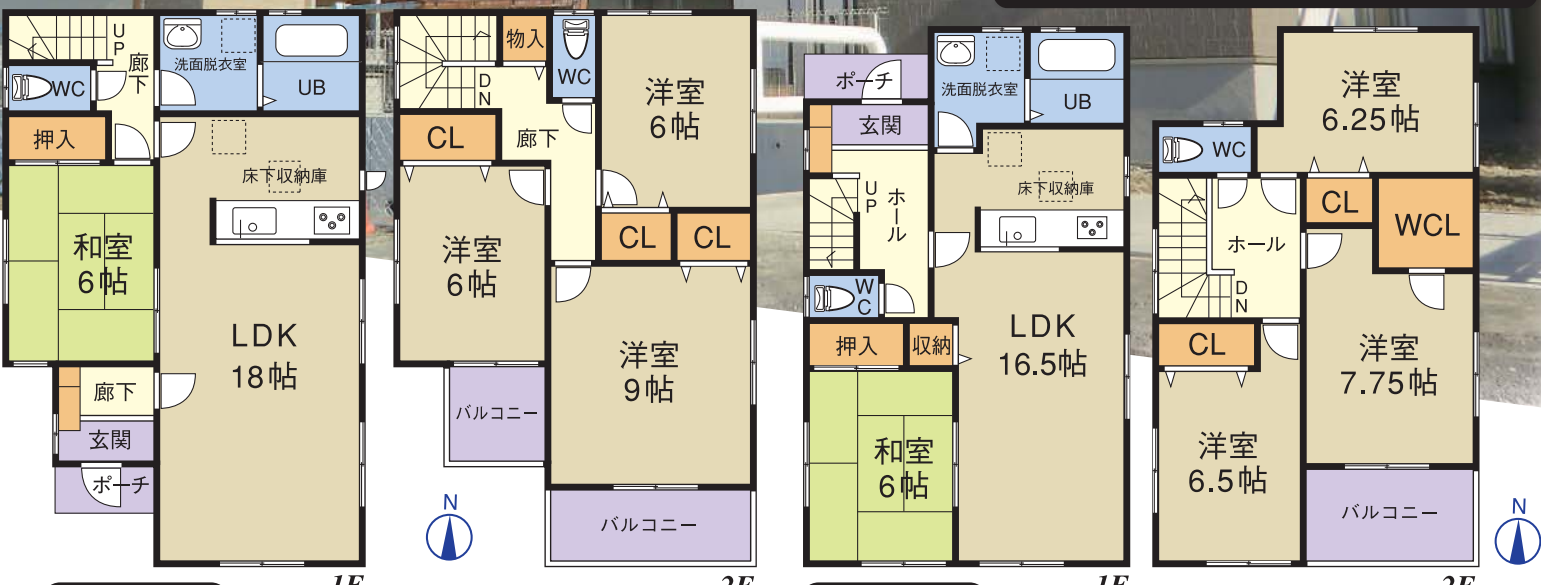 UP
廊下
洗面脱衣室
UB
WC
押入
床下収納庫
和室
6帖
LDK
18帖
廊下
玄関
ポーチ
1F
物入
WC
DN
洋室
6帖
CL
廊下
洋室
6帖
CL
CL
洋室
9帖
バルコニー
バルコニー
N
2F
ポーチ
玄関
洗面脱衣室
UB
UP
ホール
床下収納庫
WC
押入
収納
LDK
16.5帖
和室
6帖
1F
洋室
6.25帖
WC
CL
WCL
ホール
DN
CL
洋室
7.75帖
洋室
6.5帖
バルコニー
N
2F